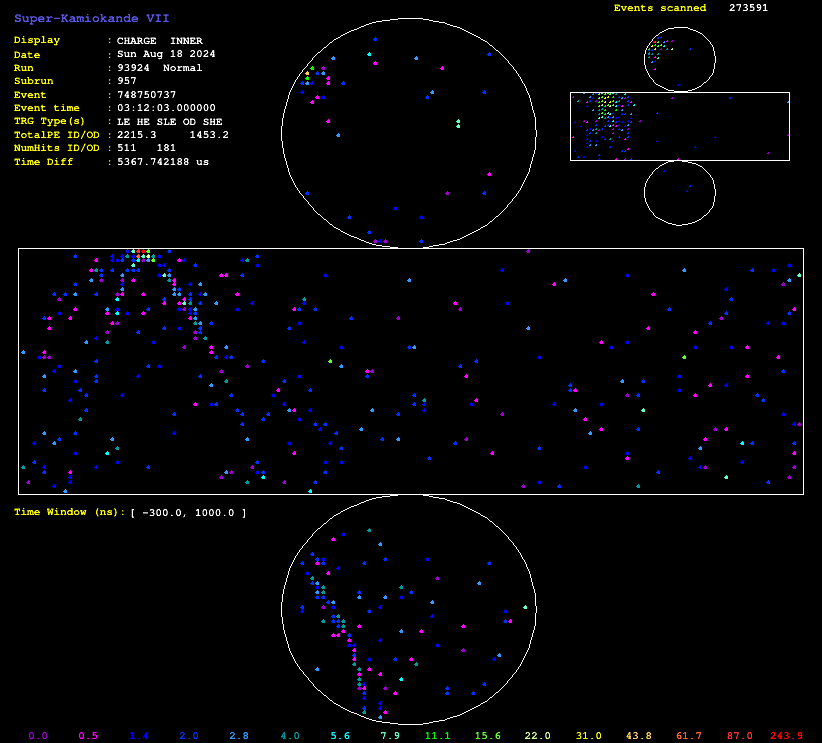 Super-Kamiokande VII
Events scanned 273591
Display : CHARGE INNER
Date : Sun Aug 18 2024
Run : 93924 Normal
Subrun : 957
Event : 748750737
Event time : 03:12:03.000000
TRG Type(s) : LE HE SLE OD SHE
TotalPE ID/OD : 2215.3 1453.2
NumHits ID/OD : 511 181
Time Diff : 5367.742188 us
Time Window (ns): [ -300.0, 1000.0 ]
0.0 0.5 1.4 2.0 2.8 4.0 5.6 7.9 11.1 15.6 22.0 31.0 43.8 61.7 87.0 243.9